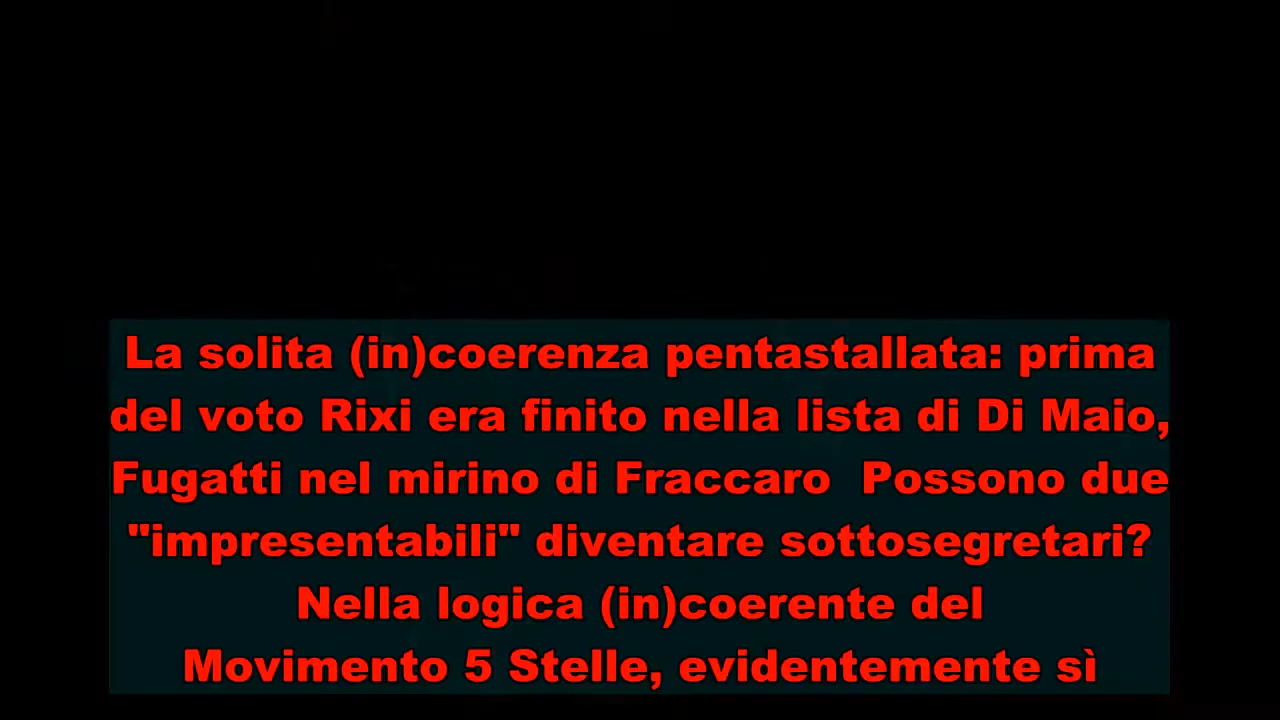 La solita (in)coerenza pentastallata: prima
del voto Rixi era finito nella lista di Di Maio,
Fugatti nel mirino di Fraccaro  Possono due
"impresentabili" diventare sottosegretari?
Nella logica (in)coerente del
Movimento 5 Stelle, evidentemente sì